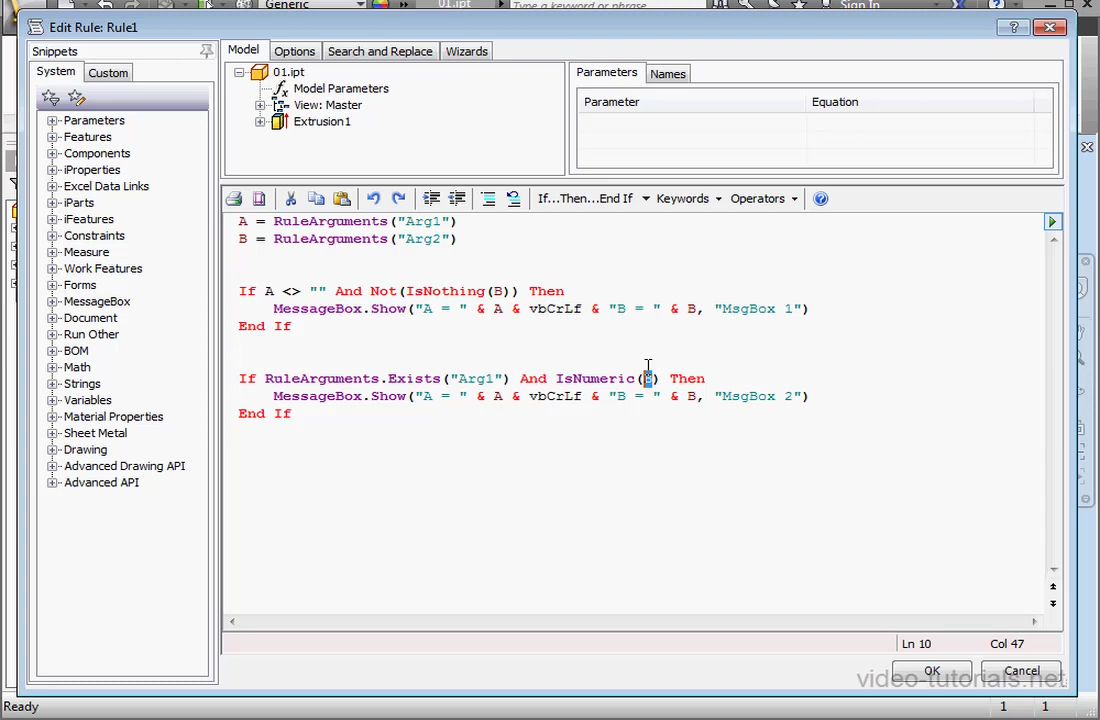 Generic
01.ipt
Type a keyword or phrase
Sign In
Edit Rule: Rule1
Snippets
System
Custom
Parameters
Features
Components
iProperties
Excel Data Links
iParts
iFeatures
Constraints
Measure
Work Features
Forms
MessageBox
Document
Run Other
BOM
Math
Strings
Variables
Material Properties
Sheet Metal
Drawing
Advanced Drawing API
Advanced API
Model
Options
Search and Replace
Wizards
01.ipt
Model Parameters
View: Master
Extrusion1
Parameters
Names
Parameter
Equation
If...Then...End If
Keywords
Operators
A = RuleArguments("Arg1")
B = RuleArguments("Arg2")
If A <> "" And Not(IsNothing(B)) Then
MessageBox.Show("A = " & A & vbCrLf & "B = " & B, "MsgBox 1")
End If
If RuleArguments.Exists("Arg1") And IsNumeric(B) Then
MessageBox.Show("A = " & A & vbCrLf & "B = " & B, "MsgBox 2")
End If
Ln 10
Col 47
OK
Cancel
video-tutorials.net
Ready
1
1